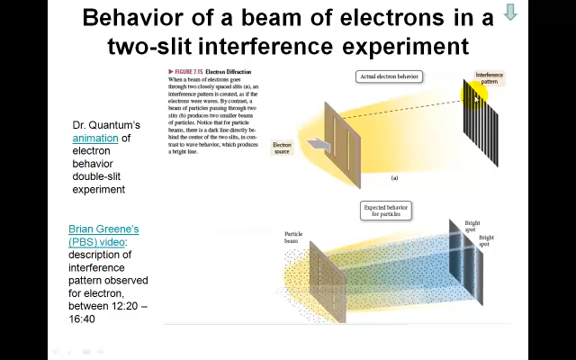 Behavior of a beam of electrons in a
two-slit interference experiment
▶ FIGURE 7.15 Electron Diffraction
When a beam of electrons goes
through two closely spaced slits (a), an
interference pattern is created, as if
the electrons were waves. By contrast, a
beam of particles passing through two
slits (b) produces two smaller beams
of particles. Notice that for particle
beams, there is a dark line directly be-
hind the center of the two-slits, in con-
trast to wave behavior, which produces
a bright line.
Actual electron behavior
Interference
pattern
Electron
source
(a)
Dr. Quantum's
animation of
electron
behavior
double-slit
experiment
Expected behavior
for particles
Particle
beam
Bright
spot
Bright
spot
Brian Greene's
(PBS) video:
description of
interference
pattern observed
for electron,
between 12:20 –
16:40